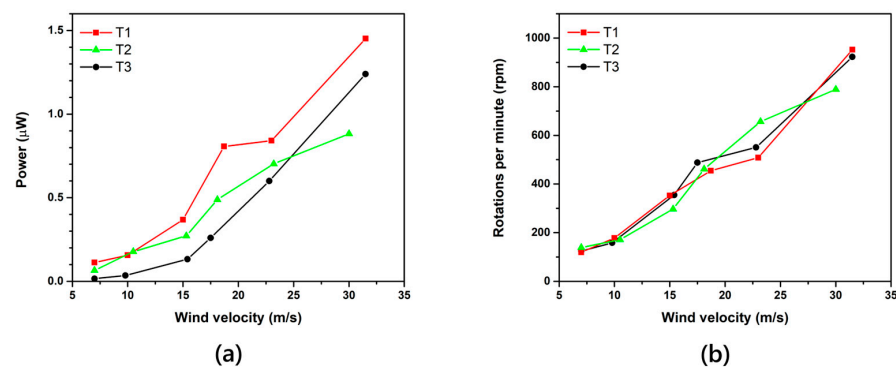 1.5
1.0
0.5
0.0
Power (μW)
T1
T2
T3
5 10 15 20 25 30 35
Wind velocity (m/s)
(a)
1000
800
600
400
200
0
Rotations per minute (rpm)
T1
T2
T3
5 10 15 20 25 30 35
Wind velocity (m/s)
(b)